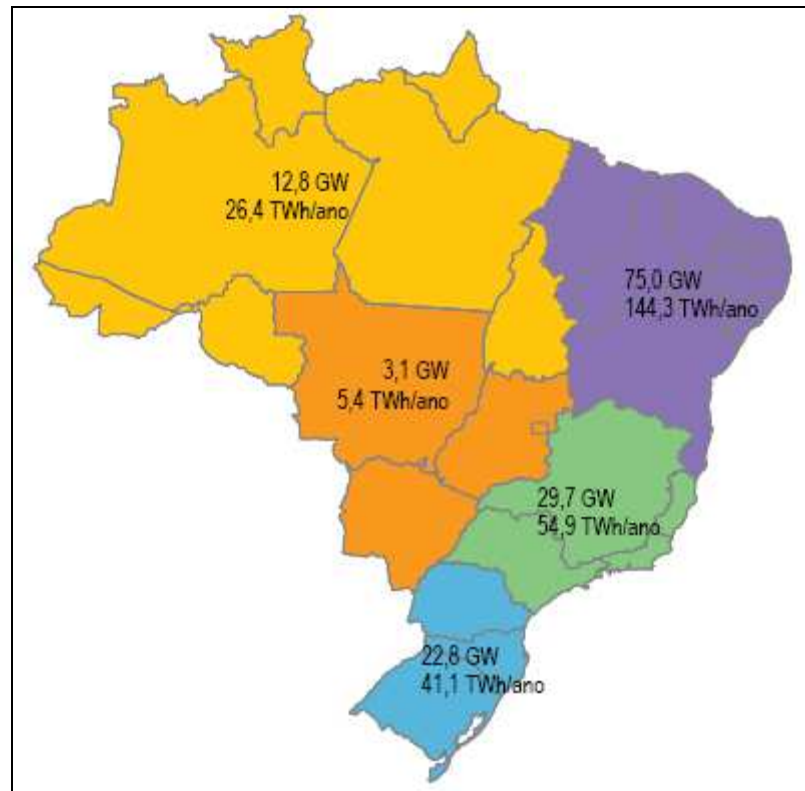 12,8 GW
26,4 TWh/ano
75,0 GW
144,3 TWh/ano
3,1 GW
5,4 TWh/ano
29,7 GW
54,9 TWh/ano
22,8 GW
41,1 TWh/ano